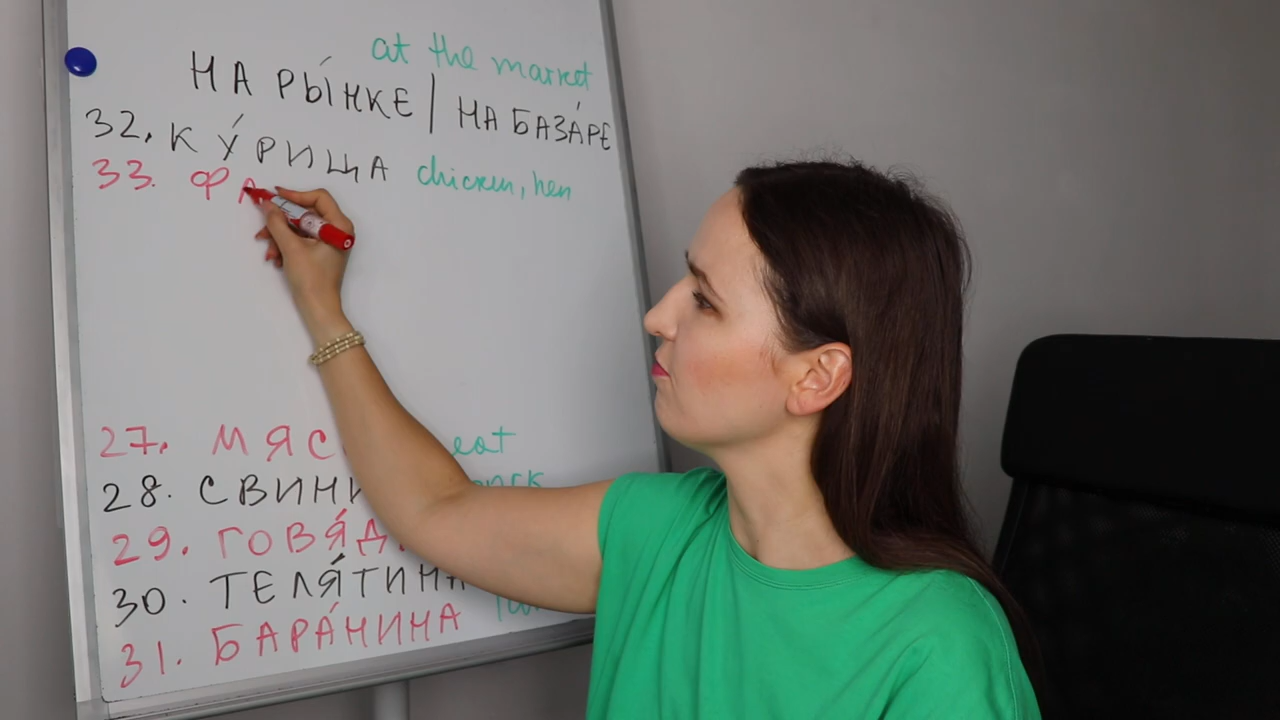 at the market
НА РЫ́НКЕ / НА БАЗА́РЕ
32. КУ́РИЦА chicken, hen
33. ФА
27. МЯС
28. СВИНИ
29. ГОВЯ́Д
30. ТЕЛЯ́ТИНА
31. БАРА́НИНА